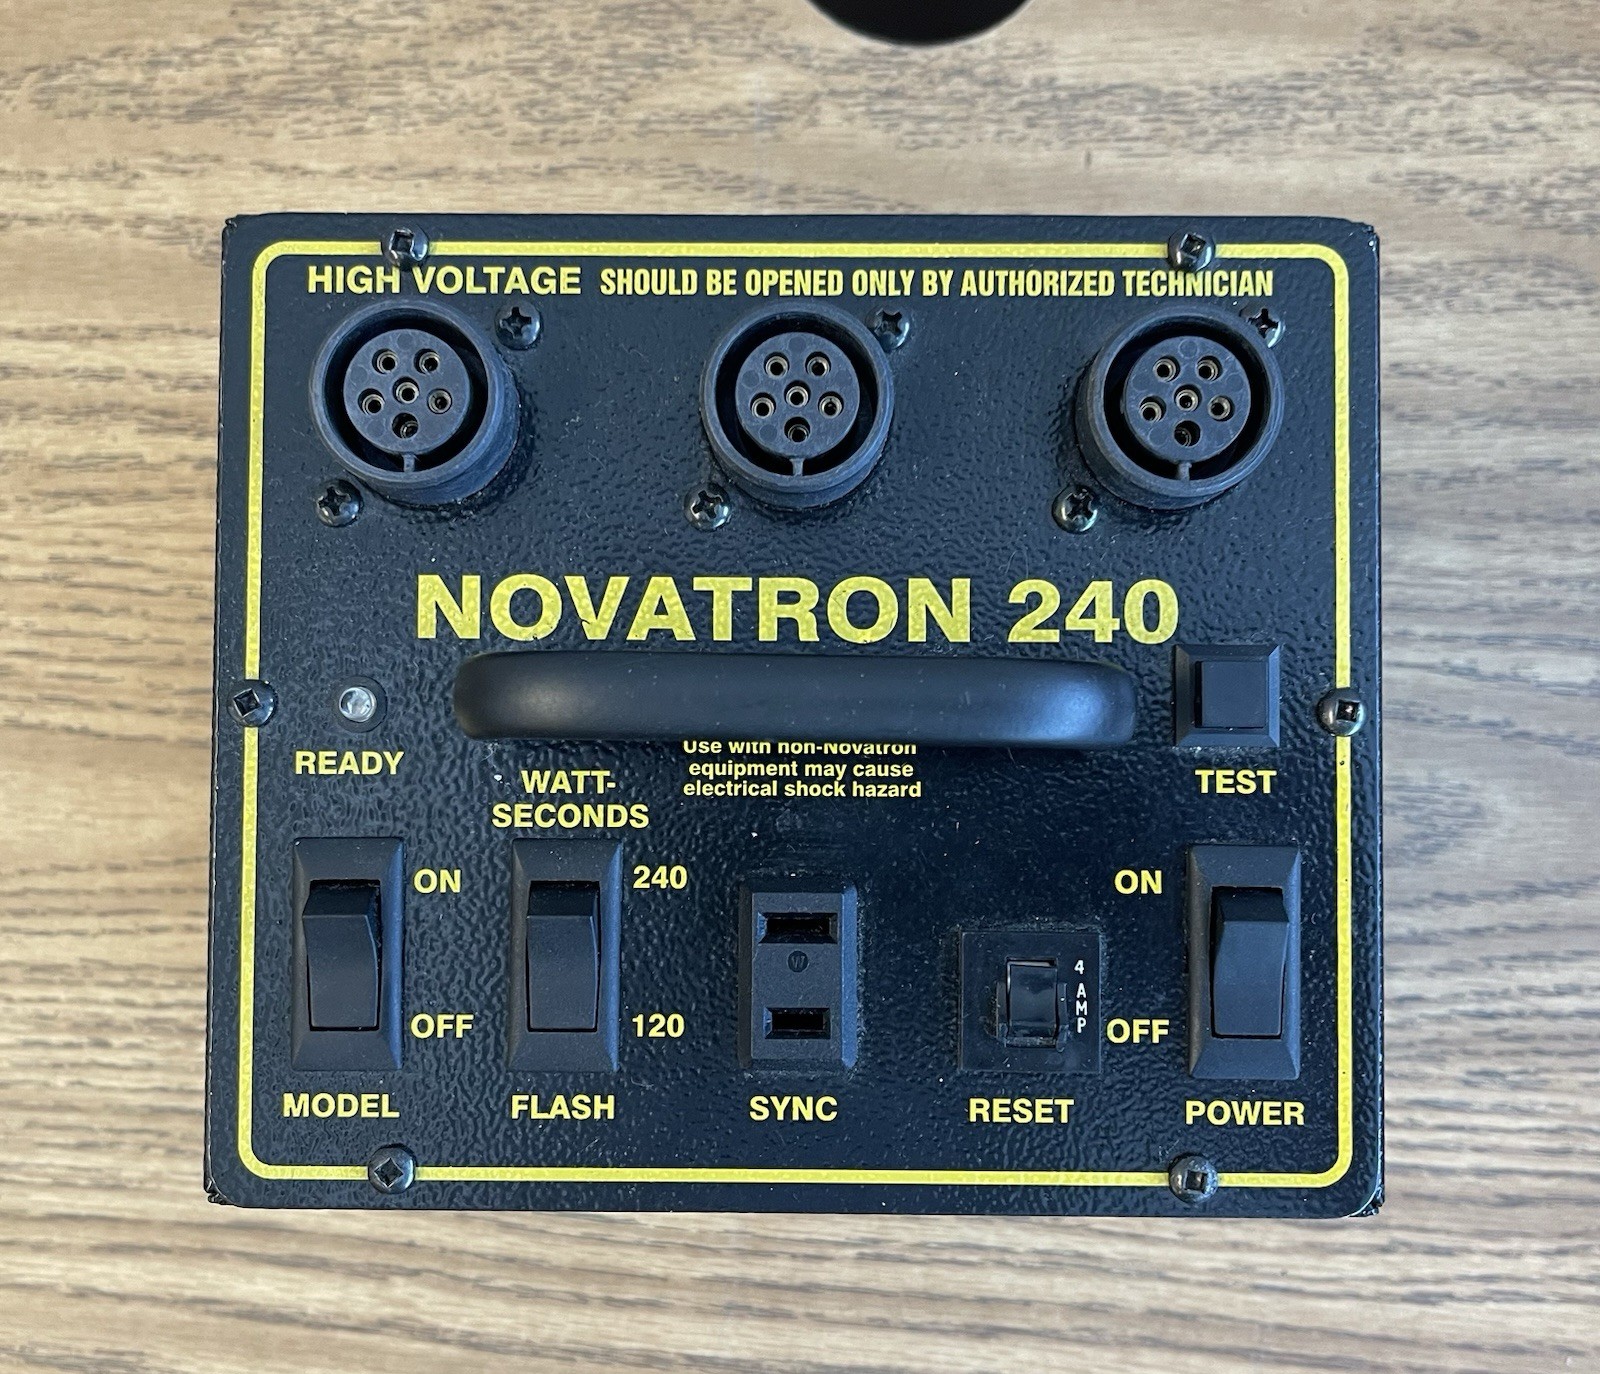 HIGH VOLTAGE SHOULD BE OPENED ONLY BY AUTHORIZED TECHNICIAN
NOVATRON 240
Use with non-Novatron
equipment may cause
electrical shock hazard
READY
WATT-
SECONDS
TEST
ON
240
ON
4 AMP
OFF
120
OFF
MODEL
FLASH
SYNC
RESET
POWER